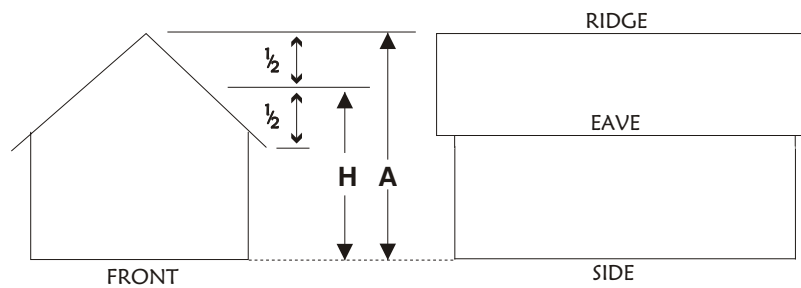 RIDGE
½
½
EAVE
H A
FRONT
SIDE